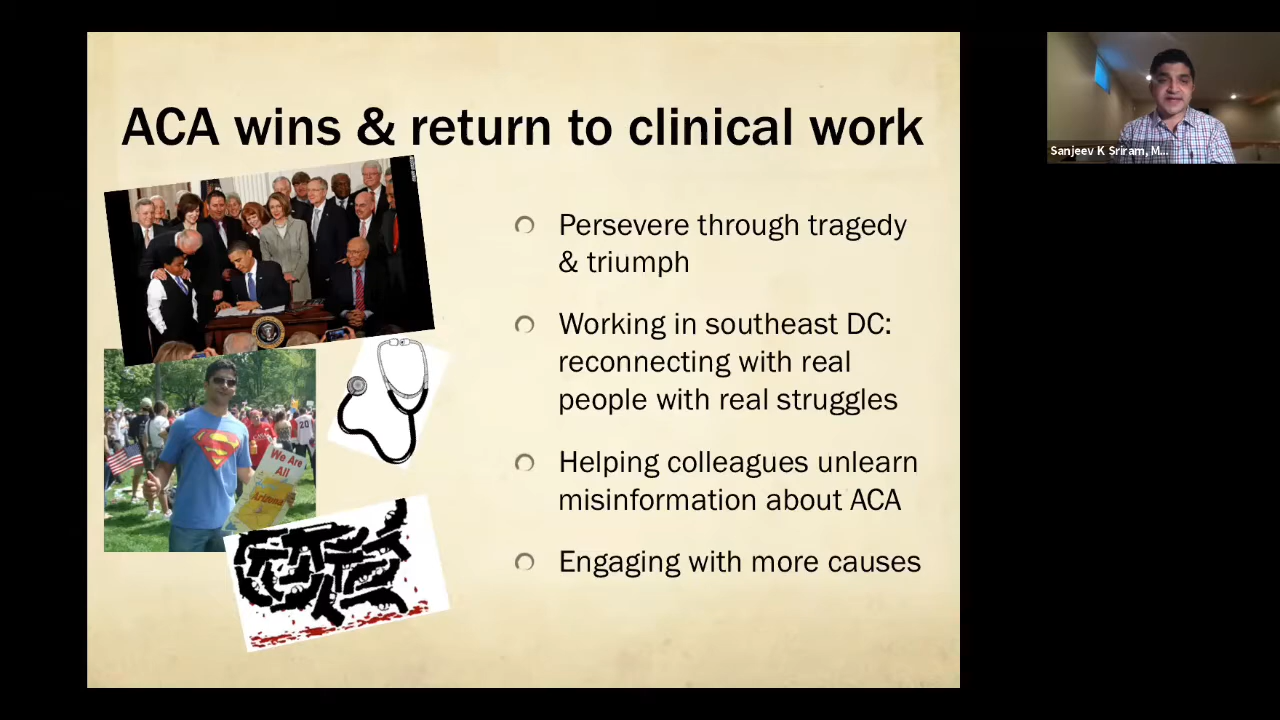 ACA wins & return to clinical work
Persevere through tragedy
& triumph
Working in southeast DC:
reconnecting with real
people with real struggles
Helping colleagues unlearn
misinformation about ACA
Engaging with more causes
We Are
All
Arizona
20
Sanjeev K Sriram, M...